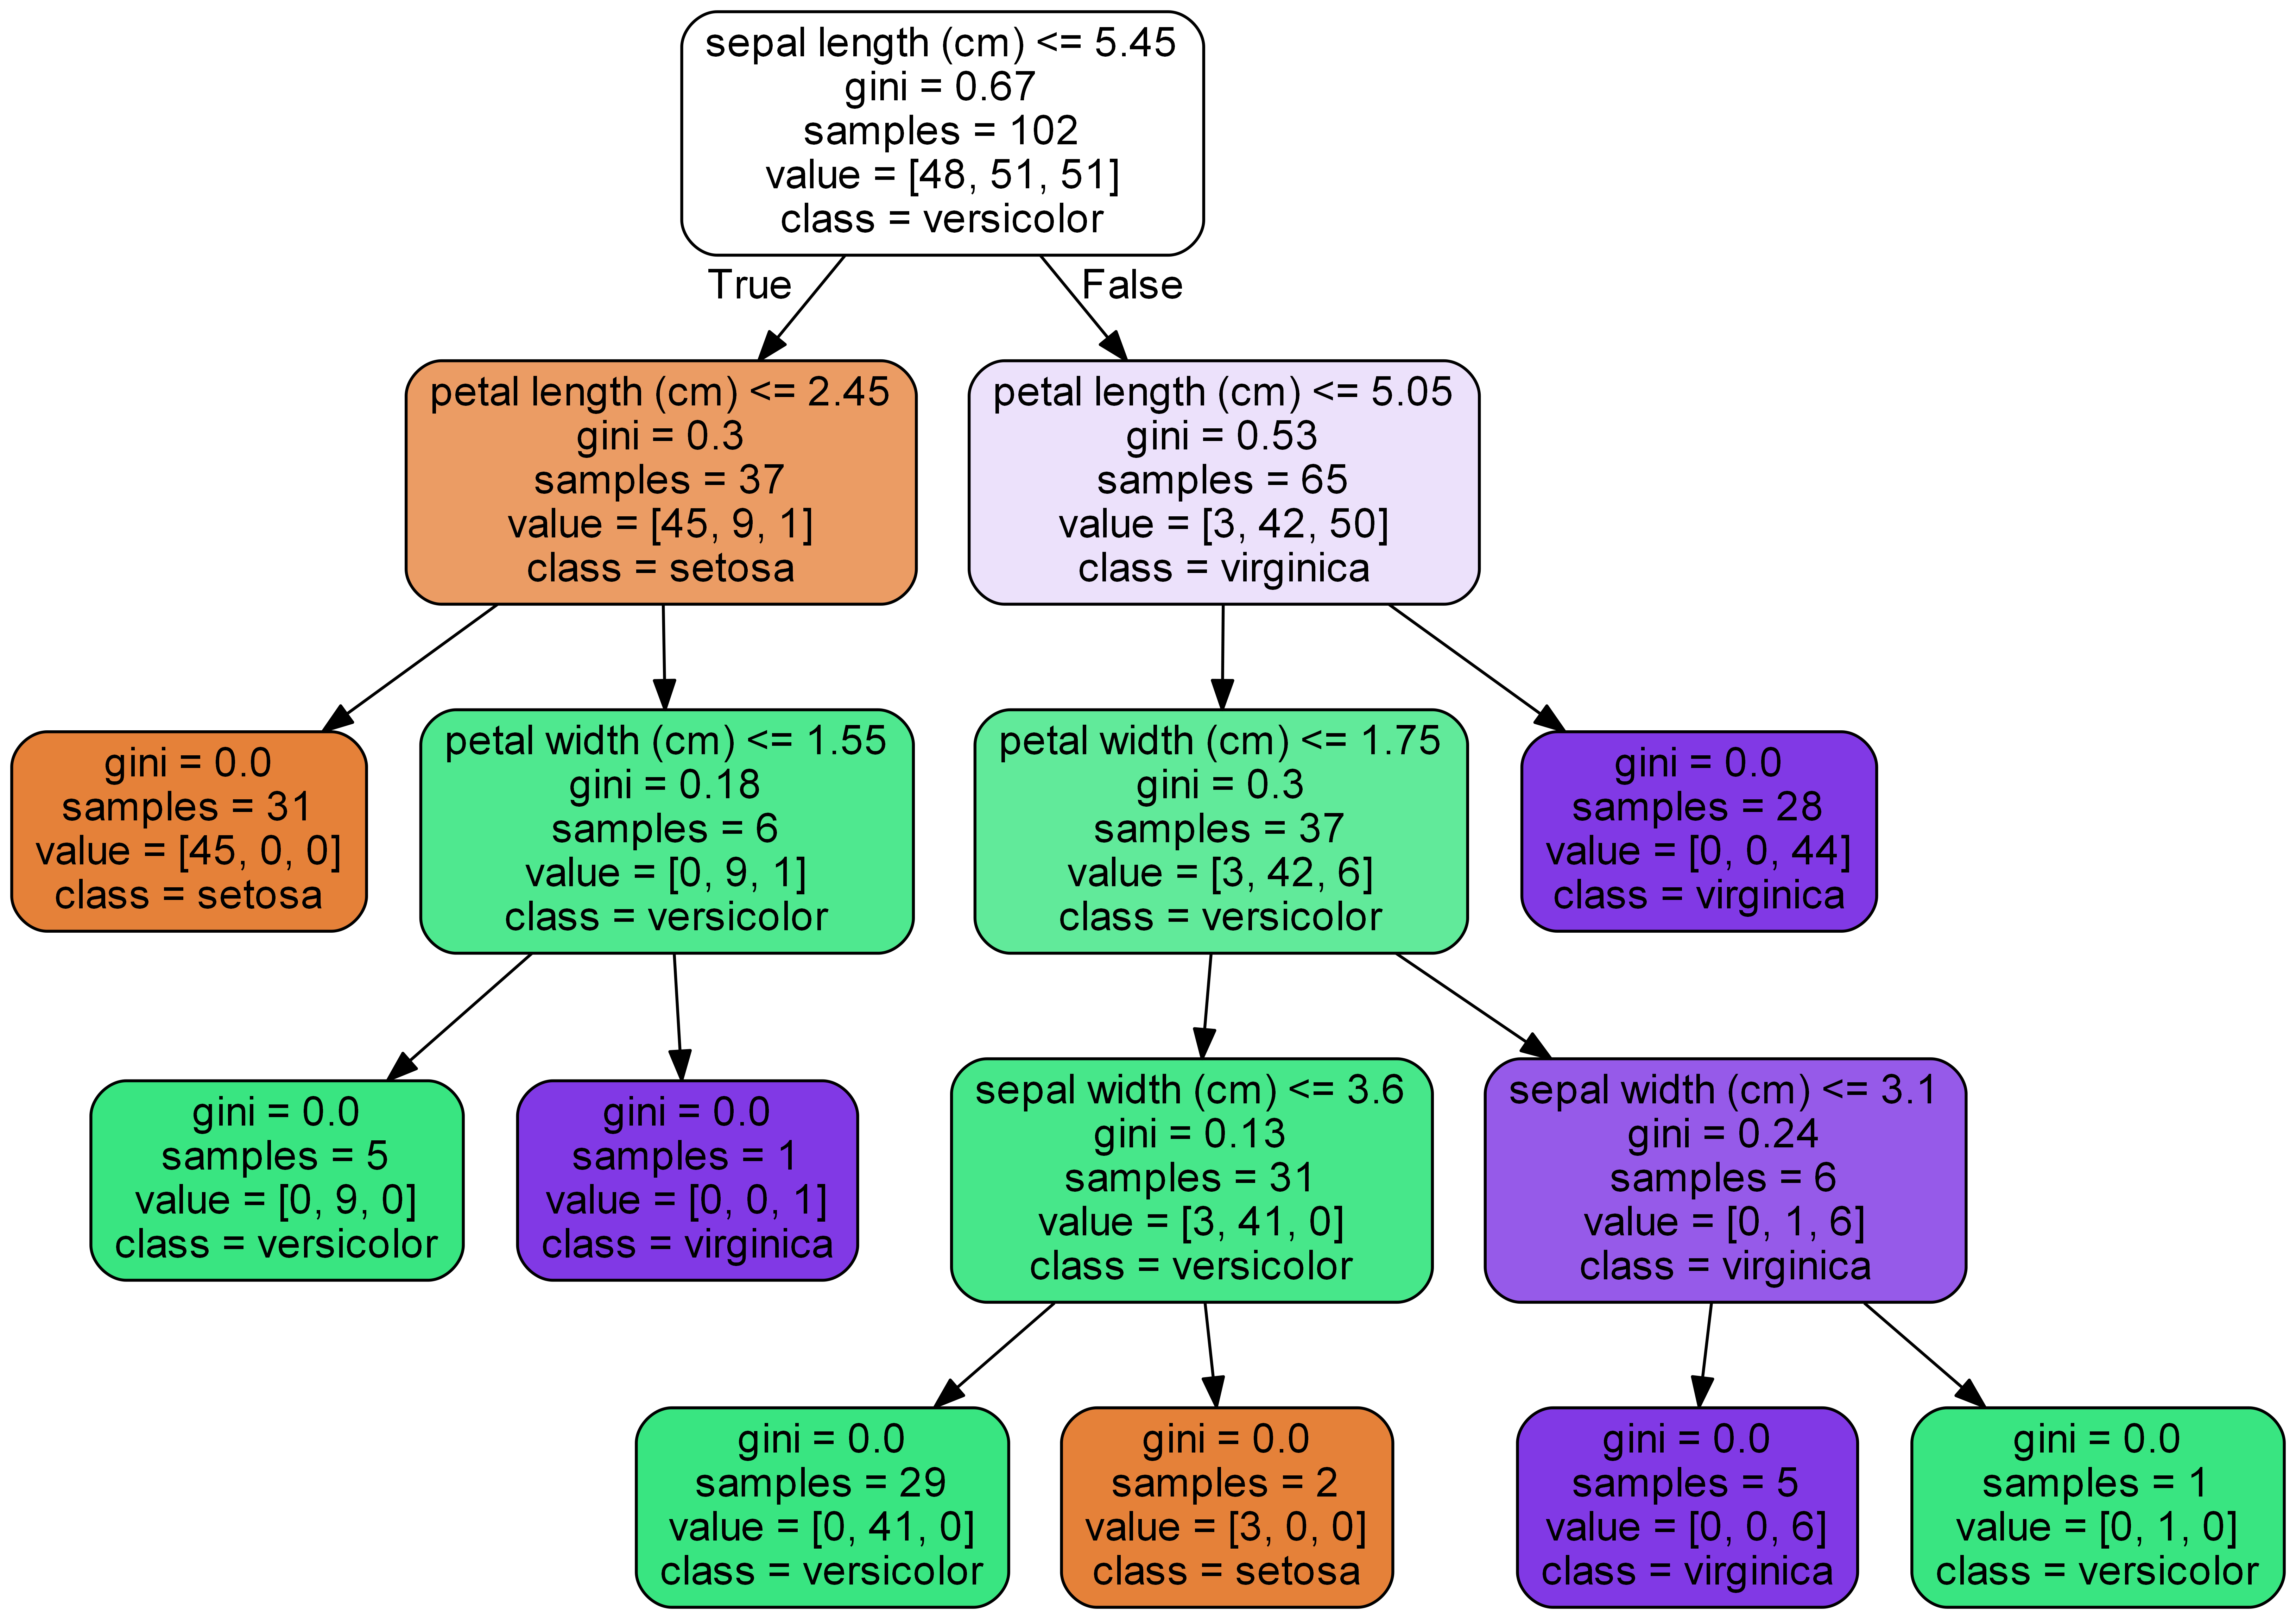 sepal length (cm) <= 5.45
gini = 0.67
samples = 102
value = [48, 51, 51]
class = versicolor
True
False
petal length (cm) <= 2.45
gini = 0.3
samples = 37
value = [45, 9, 1]
class = setosa
petal length (cm) <= 5.05
gini = 0.53
samples = 65
value = [3, 42, 50]
class = virginica
gini = 0.0
samples = 31
value = [45, 0, 0]
class = setosa
petal width (cm) <= 1.55
gini = 0.18
samples = 6
value = [0, 9, 1]
class = versicolor
petal width (cm) <= 1.75
gini = 0.3
samples = 37
value = [3, 42, 6]
class = versicolor
gini = 0.0
samples = 28
value = [0, 0, 44]
class = virginica
gini = 0.0
samples = 5
value = [0, 9, 0]
class = versicolor
gini = 0.0
samples = 1
value = [0, 0, 1]
class = virginica
sepal width (cm) <= 3.6
gini = 0.13
samples = 31
value = [3, 41, 0]
class = versicolor
sepal width (cm) <= 3.1
gini = 0.24
samples = 6
value = [0, 1, 6]
class = virginica
gini = 0.0
samples = 29
value = [0, 41, 0]
class = versicolor
gini = 0.0
samples = 2
value = [3, 0, 0]
class = setosa
gini = 0.0
samples = 5
value = [0, 0, 6]
class = virginica
gini = 0.0
samples = 1
value = [0, 1, 0]
class = versicolor